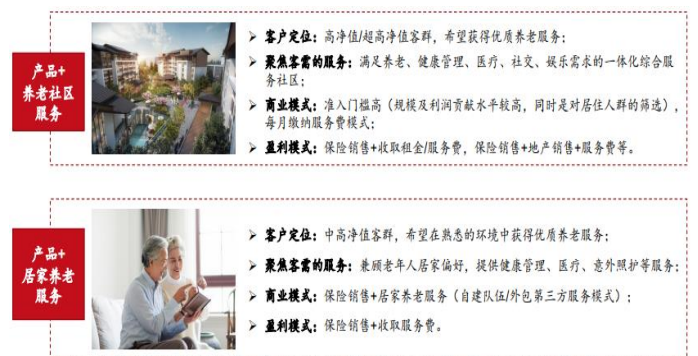 产品+
养老社区
服务
➢ 客户定位：高净值/超高净值客群，希望获得优质养老服务；
➢ 聚焦客需的服务：满足养老、健康管理、医疗、社交、娱乐需求的一体化综合服
务社区；
➢ 商业模式：准入门槛高（规模及利润贡献水平较高，同时是对居住人群的筛选），
每月缴纳服务费模式；
➢ 盈利模式：保险销售+收取租金/服务费，保险销售+地产销售+服务费等。
产品+
居家养老
服务
➢ 客户定位：中高净值客群，希望在熟悉的环境中获得优质养老服务；
➢ 聚焦客需的服务：兼顾老年人居家偏好，提供健康管理、医疗、意外照护等服务；
➢ 商业模式：保险销售+居家养老服务（自建队伍/外包第三方服务模式）；
➢ 盈利模式：保险销售+收取服务费。